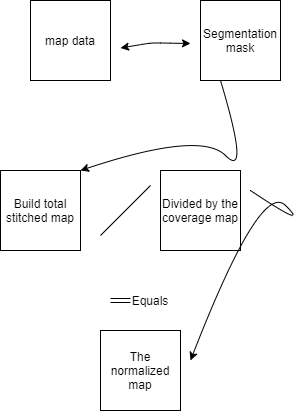 map data
Segmentation
mask
Build total
stitched map
Divided by the
coverage map
Equals
The
normalized
map